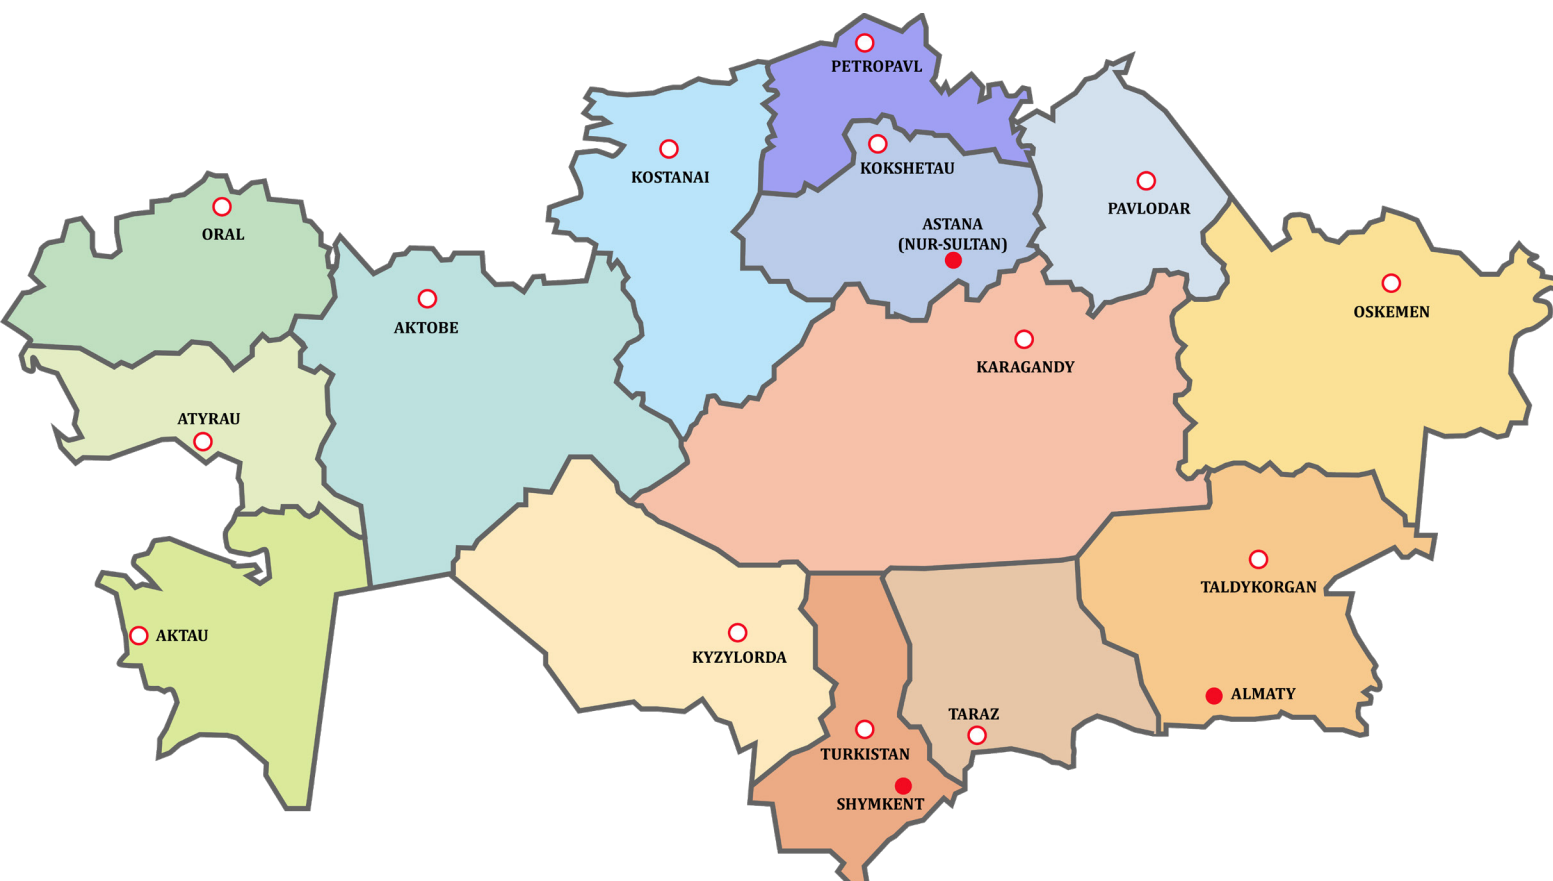 PETROPAVL
KOKSHETAU
KOSTANAI
PAVLODAR
ASTANA
(NUR-SULTAN)
ORAL
AKTOBE
OSKEMEN
KARAGANDY
ATYRAU
TALDYKORGAN
AKTAU
KYZYLORDA
ALMATY
TARAZ
TURKISTAN
SHYMKENT